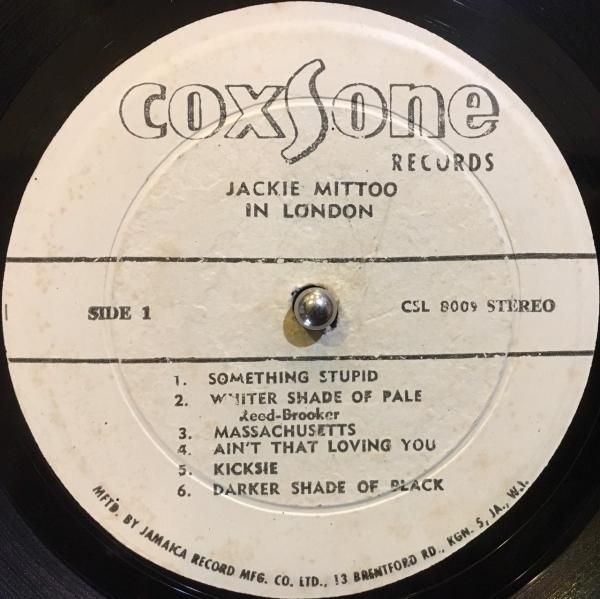 coxsone
RECORDS
JACKIE MITTOO
IN LONDON
SIDE 1
CSL 8009 STEREO
1. SOMETHING STUPID
2. WHITER SHADE OF PALE
Reed-Brooker
3. MASSACHUSETTS
4. AIN'T THAT LOVING YOU
5. KICKSIE
6. DARKER SHADE OF BLACK
MFTD. BY JAMAICA RECORD MFG. CO. LTD., 13 BRENTFORD RD., KGN. 5, JA., W.I.